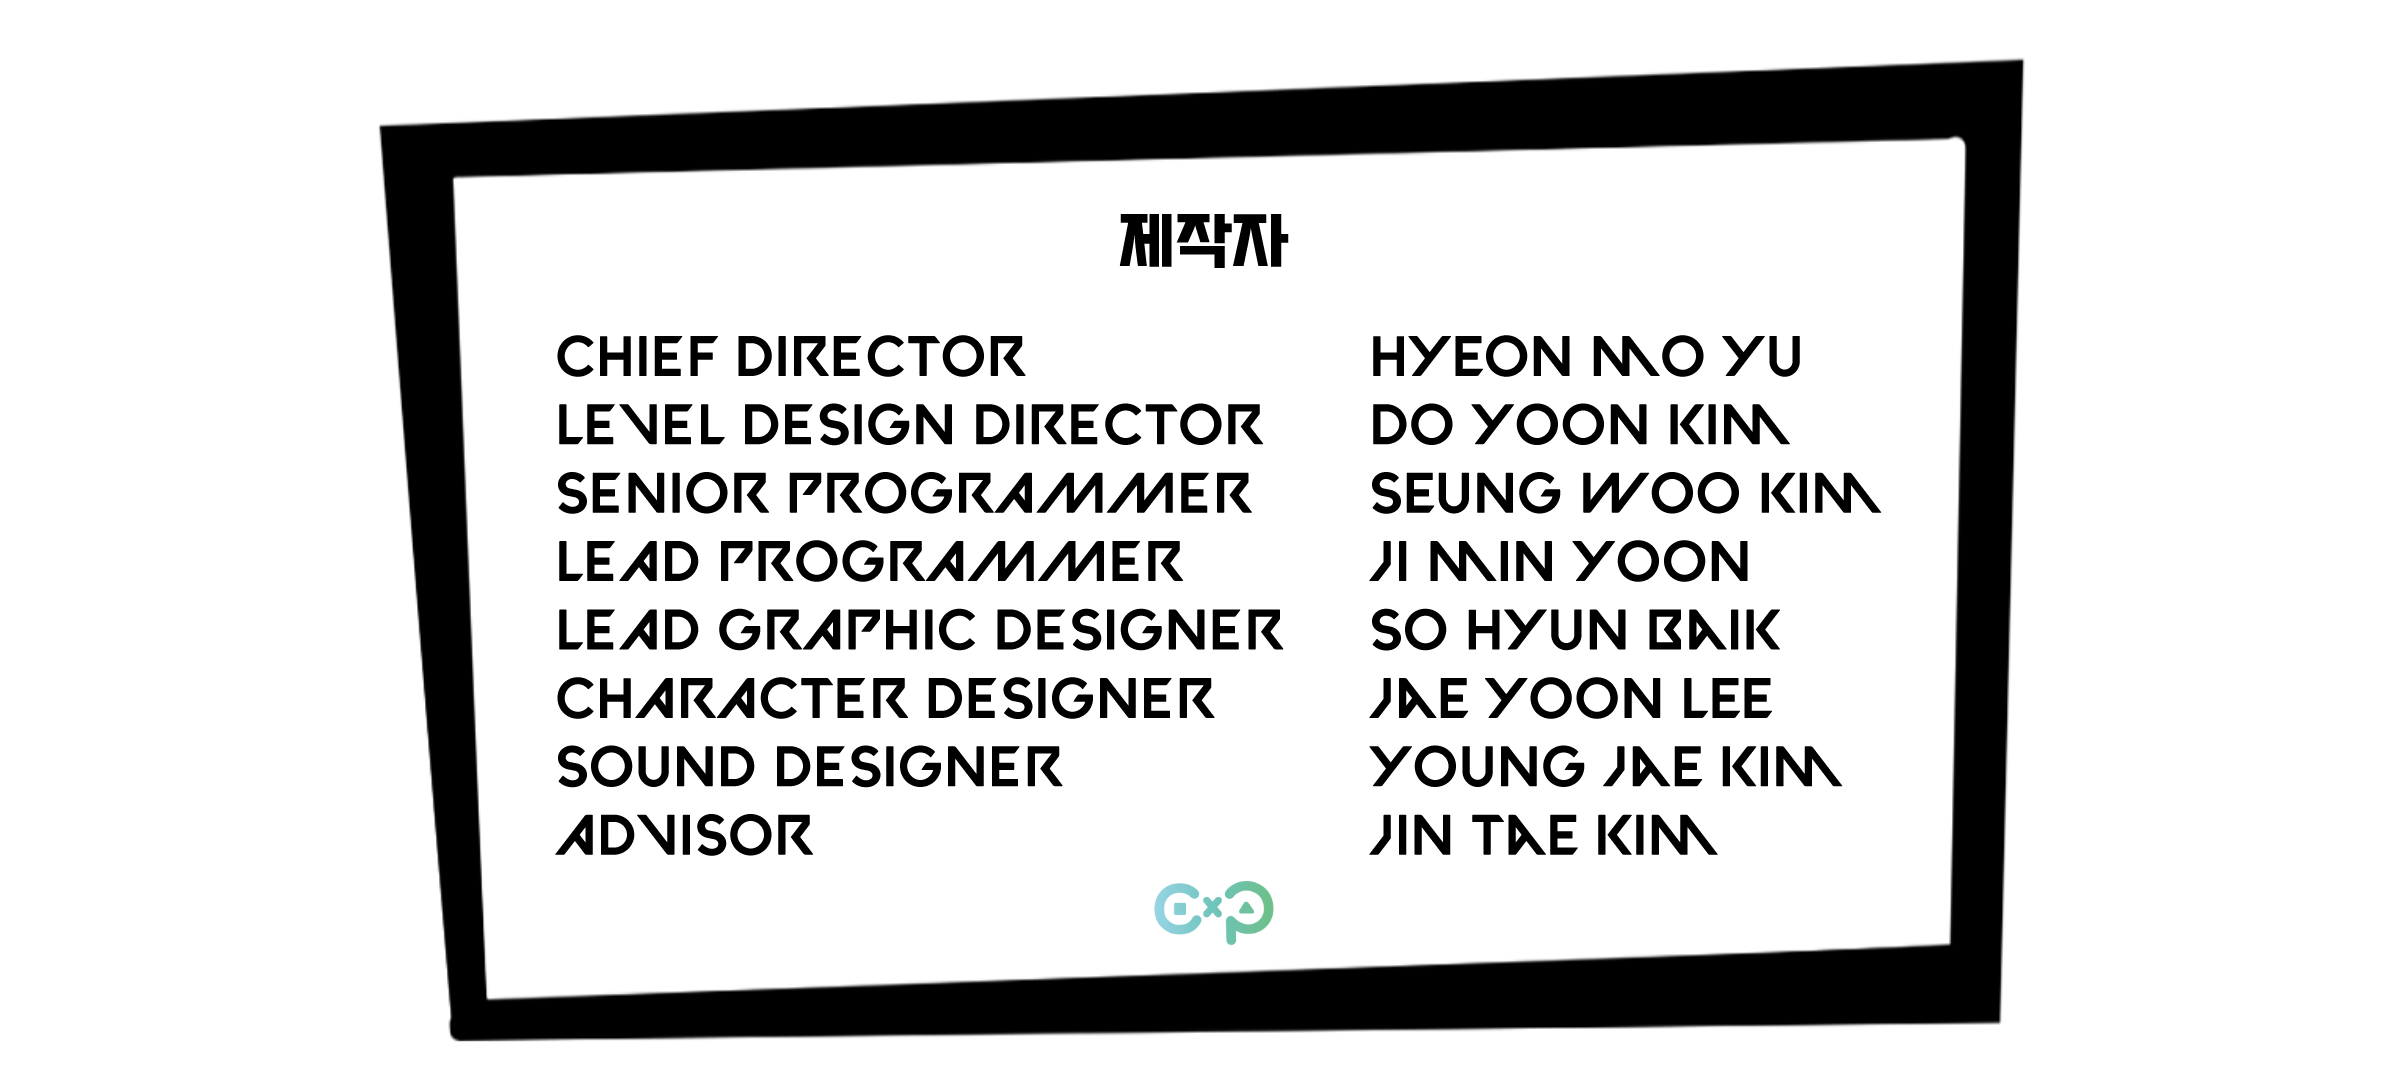 제작자
CHIEF DIRECTOR HYEON MO YU
LEVEL DESIGN DIRECTOR DO YOON KIM
SENIOR PROGRAMMER SEUNG WOO KIM
LEAD PROGRAMMER JI MIN YOON
LEAD GRAPHIC DESIGNER SO HYUN BAIK
CHARACTER DESIGNER JAE YOON LEE
SOUND DESIGNER YOUNG JAE KIM
ADVISOR JIN TAE KIM
C×P